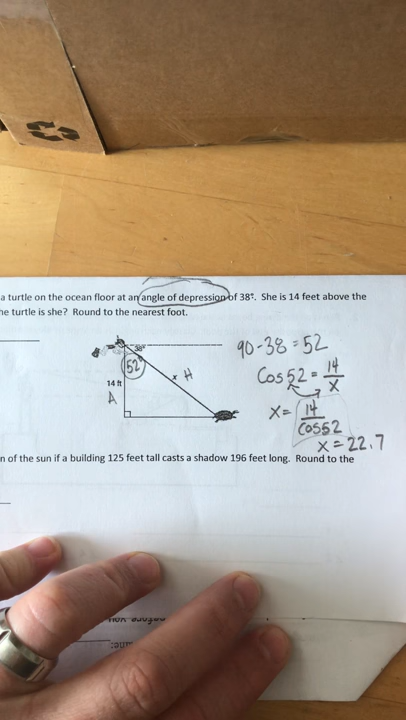 a turtle on the ocean floor at an angle of depression of 38°. She is 14 feet above the
he turtle is she? Round to the nearest foot.
90-38=52
38°
52°
Cos 52 = 14/x
x H
14 ft
A
x = 14/cos52
x = 22.7
n of the sun if a building 125 feet tall casts a shadow 196 feet long. Round to the